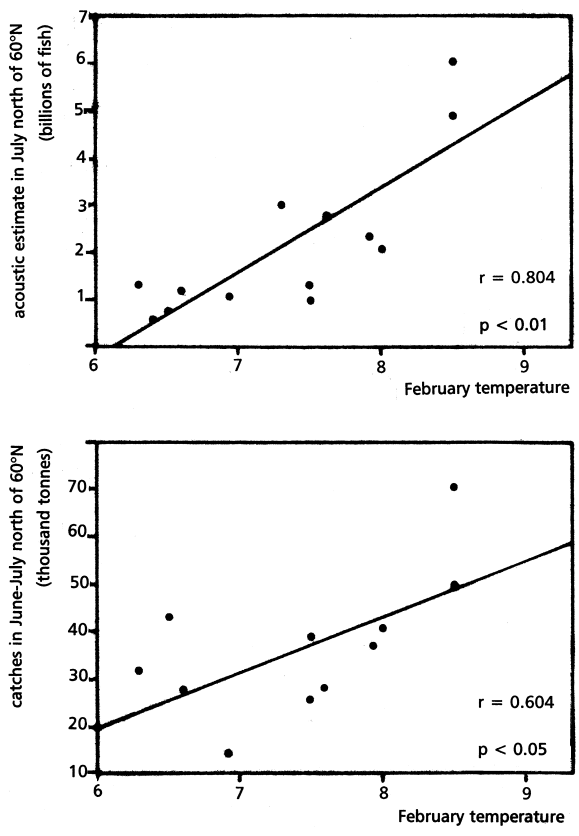 acoustic estimate in July north of 60°N
(billions of fish)
7
6
5
4
3
2
1
r = 0.804
p < 0.01
6 7 8 9
February temperature
catches in June-July north of 60°N
(thousand tonnes)
70
60
50
40
30
20
10
r = 0.604
p < 0.05
6 7 8 9
February temperature